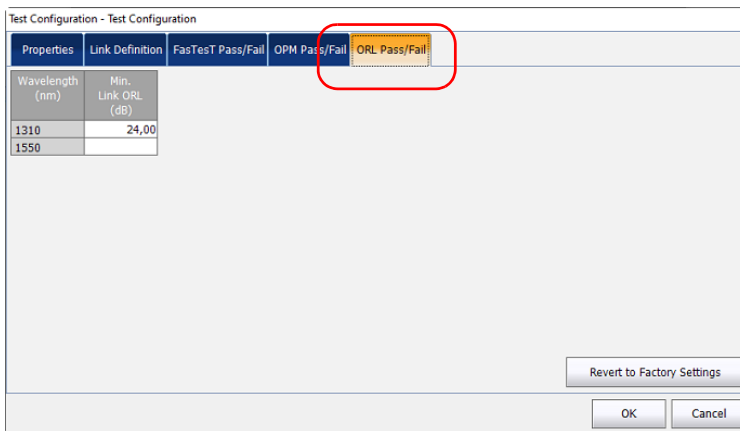 Test Configuration - Test Configuration
Properties Link Definition FasTesT Pass/Fail OPM Pass/Fail ORL Pass/Fail
Wavelength (nm) Min. Link ORL (dB)
1310 24,00
1550
Revert to Factory Settings
OK Cancel